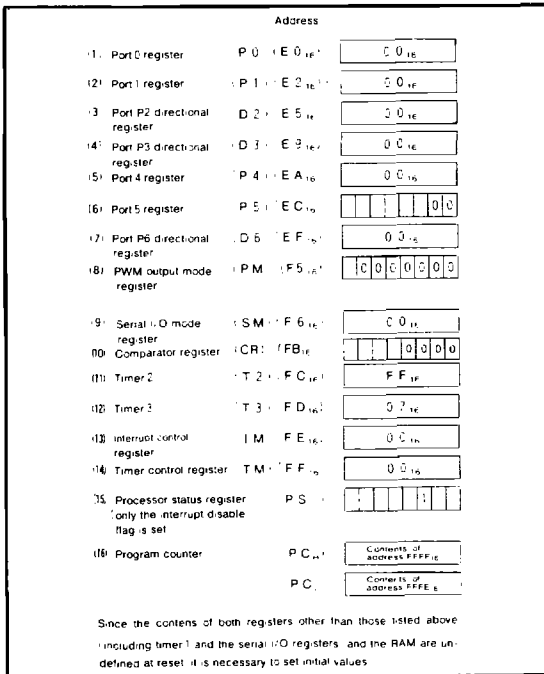 Address
(1) Port 0 register P0 (E0₁₆) 00₁₆
(2) Port 1 register (P1) (E2₁₆) 00₁₆
(3 Port P2 directional register D2 (E5₁₆ 00₁₆
(4) Port P3 directional register (D3) (E9₁₆) 00₁₆
(5) Port 4 register (P4) (EA₁₆ 00₁₆
(6) Port 5 register P5 (EC₁₆ 0 0
(7) Port P6 directional register (D6 (EF₁₆) 00₁₆
(8) PWM output mode register (PM (F5₁₆) 0 0 0 0 0 0 0
(9) Serial I/O mode register (SM) (F6₁₆) 00₁₆
(10) Comparator register (CR) (FB₁₆ 0 0 0 0
(11) Timer 2 (T2) (FC₁₆) FF₁₆
(12) Timer 3 (T3) (FD₁₆) 07₁₆
(13) Interrupt control register IM (FE₁₆) 00₁₆
(14) Timer control register TM (FF₁₆ 00₁₆
(15 Processor status register PS 1
(only the interrupt disable
flag is set
(16) Program counter PC_H) Contents of address FFFF₁₆
PC Contents of address FFFE₁₆
Since the contens of both registers other than those listed above
(including timer 1 and the serial I/O registers and the RAM are un-
defined at reset it is necessary to set initial values